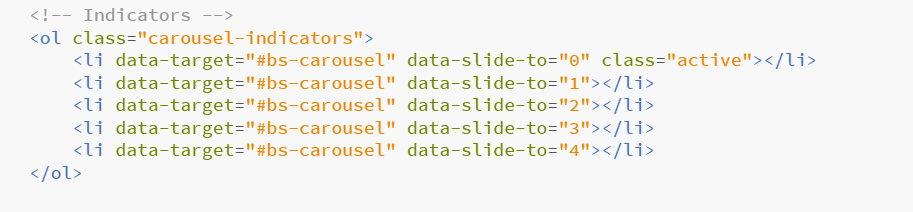 <!-- Indicators -->
<ol class="carousel-indicators">
<li data-target="#bs-carousel" data-slide-to="0" class="active"></li>
<li data-target="#bs-carousel" data-slide-to="1"></li>
<li data-target="#bs-carousel" data-slide-to="2"></li>
<li data-target="#bs-carousel" data-slide-to="3"></li>
<li data-target="#bs-carousel" data-slide-to="4"></li>
</ol>